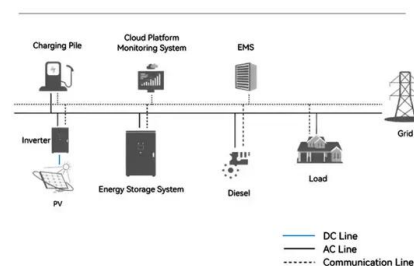 Charging Pile
Cloud Platform
Monitoring System
EMS
Grid
Inverter
PV
Energy Storage System
Diesel
Load
DC Line
AC Line
Communication Line